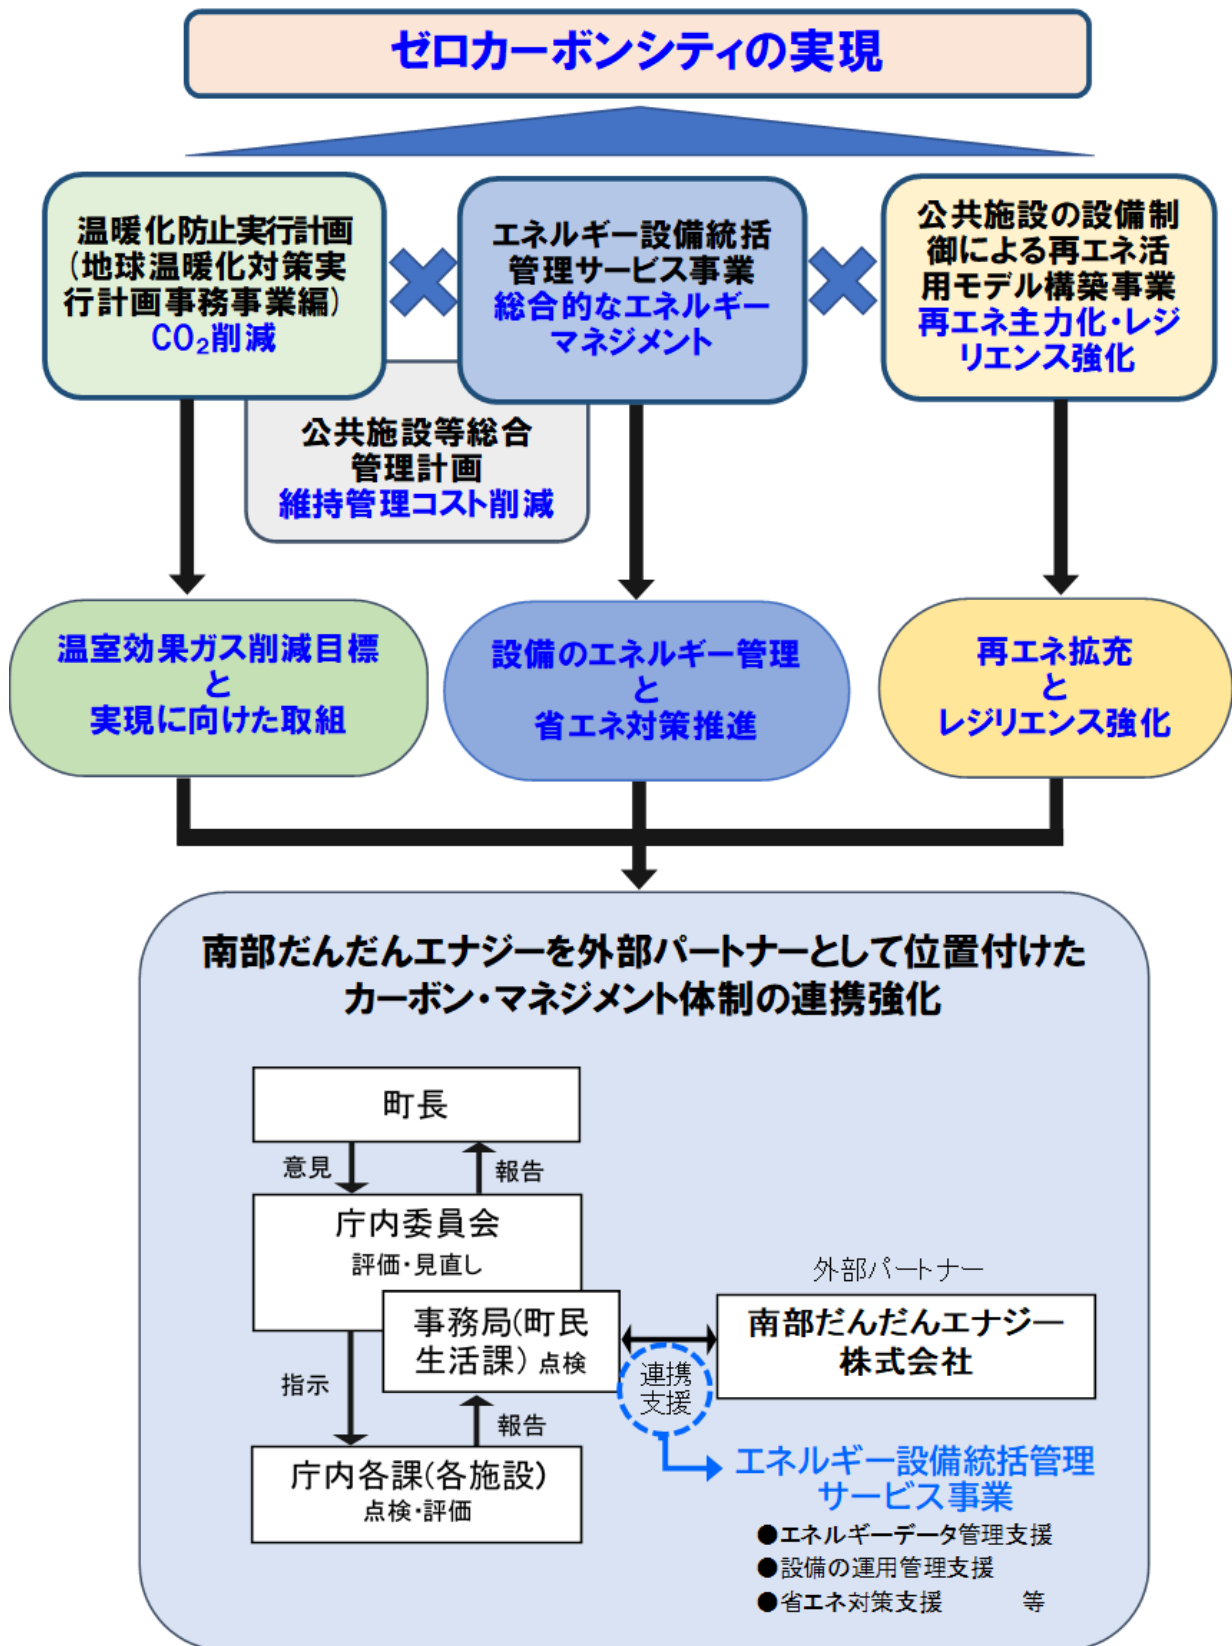 ゼロカーボンシティの実現
温暖化防止実行計画
(地球温暖化対策実
行計画事務事業編)
CO₂削減
エネルギー設備統括
管理サービス事業
総合的なエネルギー
マネジメント
公共施設の設備制
御による再エネ活
用モデル構築事業
再エネ主力化・レジ
リエンス強化
公共施設等総合
管理計画
維持管理コスト削減
温室効果ガス削減目標
と
実現に向けた取組
設備のエネルギー管理
と
省エネ対策推進
再エネ拡充
と
レジリエンス強化
南部だんだんエナジーを外部パートナーとして位置付けた
カーボン・マネジメント体制の連携強化
町長
意見
報告
庁内委員会
評価・見直し
事務局(町民
生活課) 点検
外部パートナー
南部だんだんエナジー
株式会社
連携
支援
指示
報告
庁内各課(各施設)
点検・評価
エネルギー設備統括管理
サービス事業
●エネルギーデータ管理支援
●設備の運用管理支援
●省エネ対策支援 等